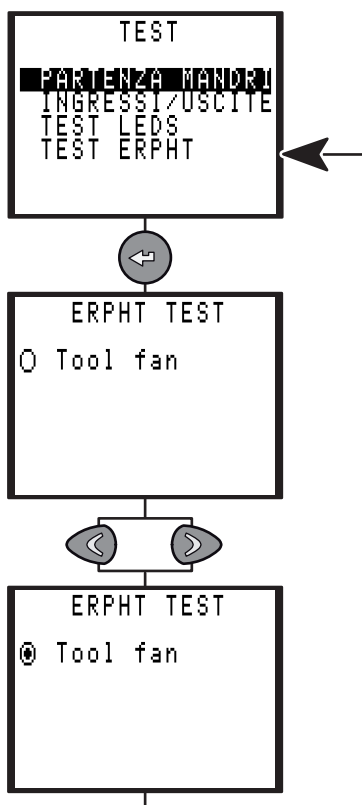 TEST
PARTENZA MANDRI
INGRESSI/USCITE
TEST LEDS
TEST ERPHT
ERPHT TEST
Tool fan
ERPHT TEST
Tool fan